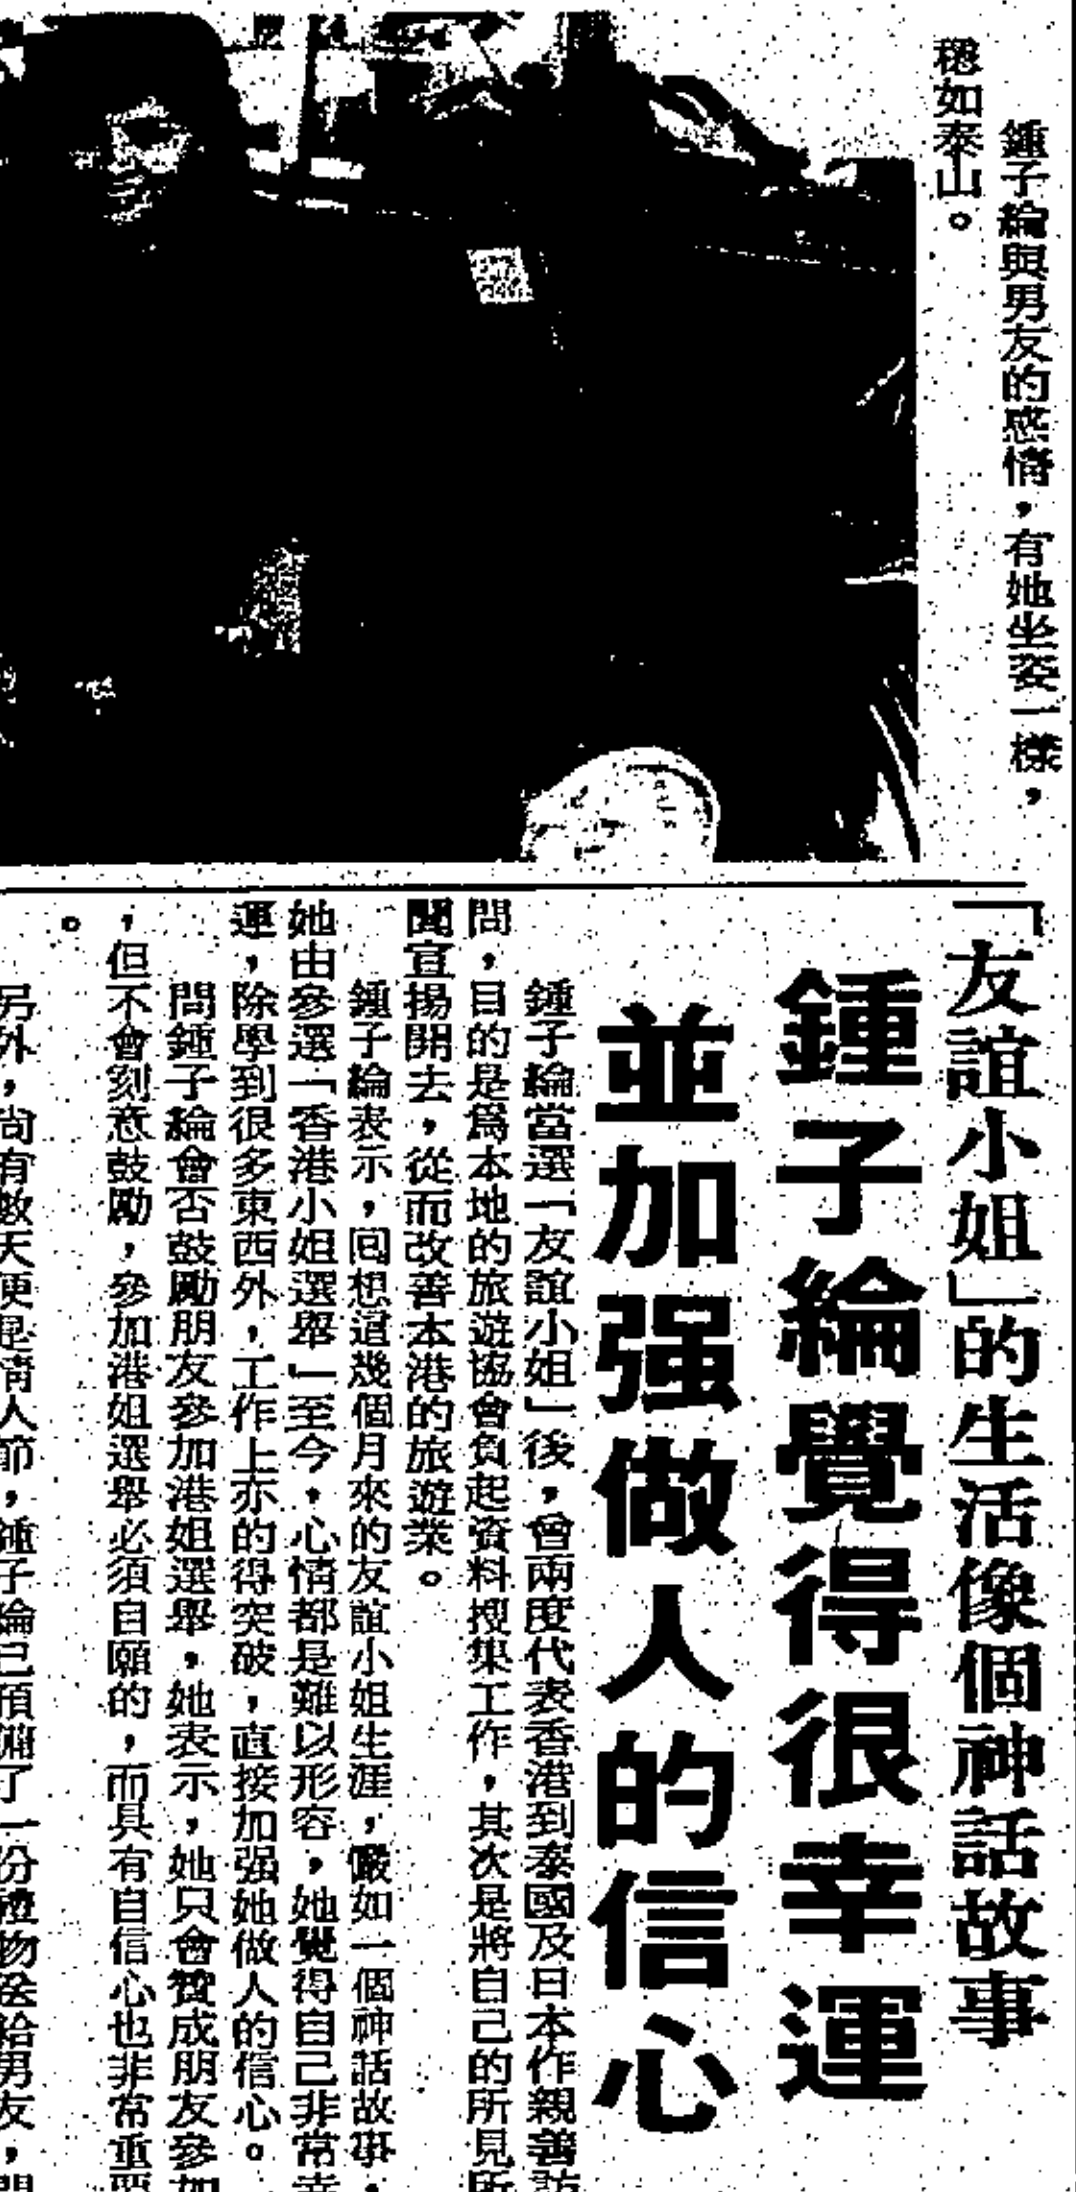 鍾子綸與男友的感情，有她坐姿一樣，
穩如泰山。
「友誼小姐」的生活像個神話故事
鍾子綸覺得很幸運
並加强做人的信心
鍾子綸當選「友誼小姐」後，曾兩度代表香港到泰國及日本作親善訪
問，目的是爲本地的旅遊協會負起資料搜集工作，其次是將自己的所見所
聞宣揚開去，從而改善本港的旅遊業。
鍾子綸表示，回想這幾個月來的友誼小姐生涯，儼如一個神話故事，
她由參選「香港小姐選舉」至今，心情都是難以形容，她覺得自己非常幸
運，除學到很多東西外，工作上亦的得突破，直接加强她做人的信心。
問鍾子綸會否鼓勵朋友參加港姐選舉，她表示，她只會贊成朋友參加
，但不會刻意鼓勵，參加港姐選舉必須自願的，而具有自信心也非常重要
。
另外，尚有數天便是情人節，鍾子綸已預備了一份禮物送給男友，問